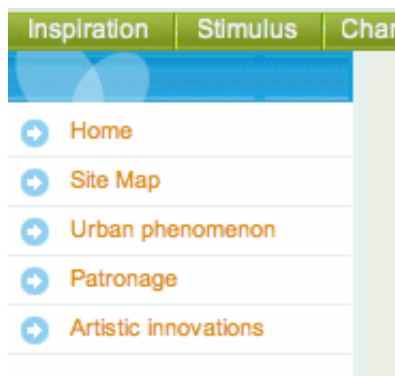 Inspiration Stimulus
Home
Site Map
Urban phenomenon
Patronage
Artistic innovations